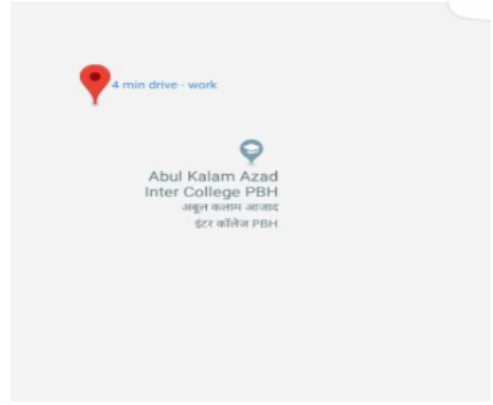 4 min drive - work
Abul Kalam Azad
Inter College PBH
अबुल कलाम आजाद
इंटर कॉलेज PBH